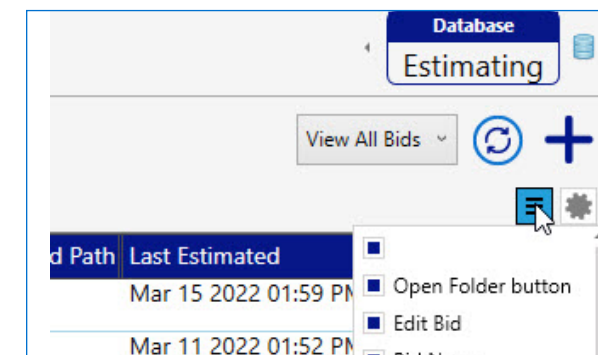 Database
Estimating
View All Bids
d Path Last Estimated
Mar 15 2022 01:59 PM
Open Folder button
Edit Bid
Mar 11 2022 01:52 PM